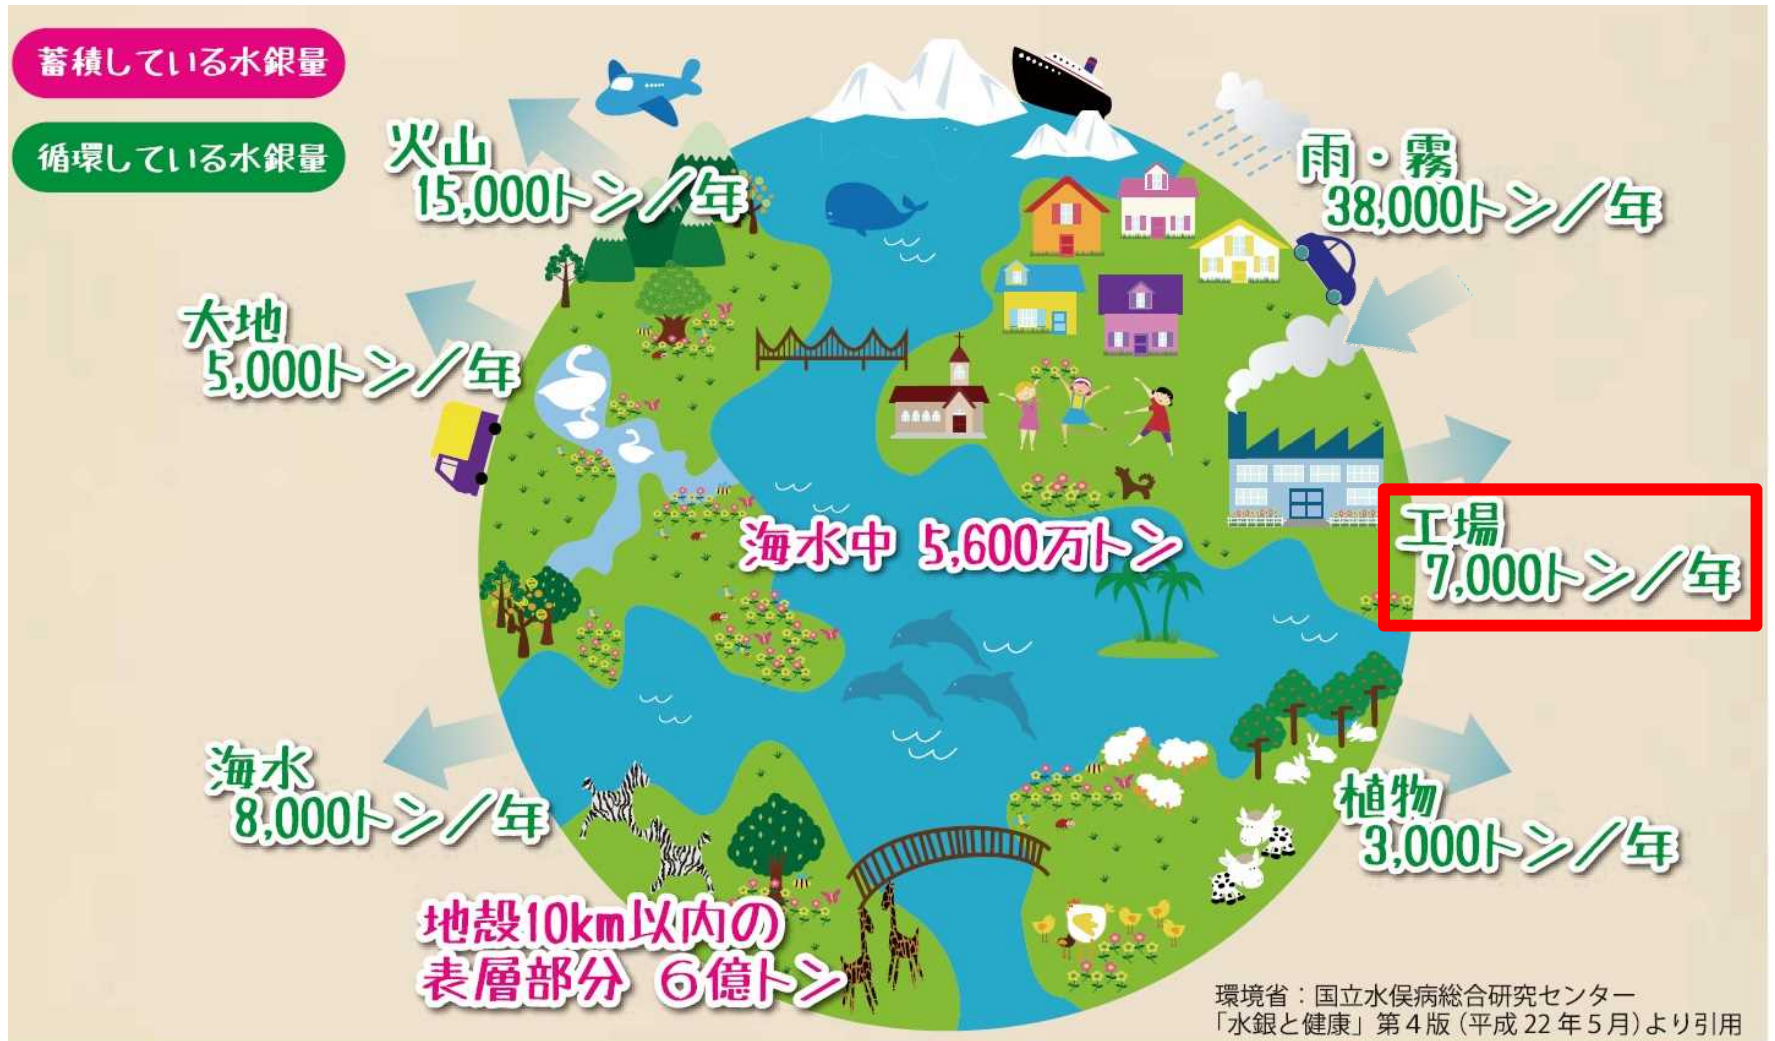 蓄積している水銀量
循環している水銀量
火山
15,000トン／年
雨・霧
38,000トン／年
大地
5,000トン／年
海水中 5,600万トン
工場
7,000トン／年
海水
8,000トン／年
植物
3,000トン／年
地殻10km以内の
表層部分 6億トン
環境省：国立水俣病総合研究センター
「水銀と健康」第４版（平成22年５月）より引用